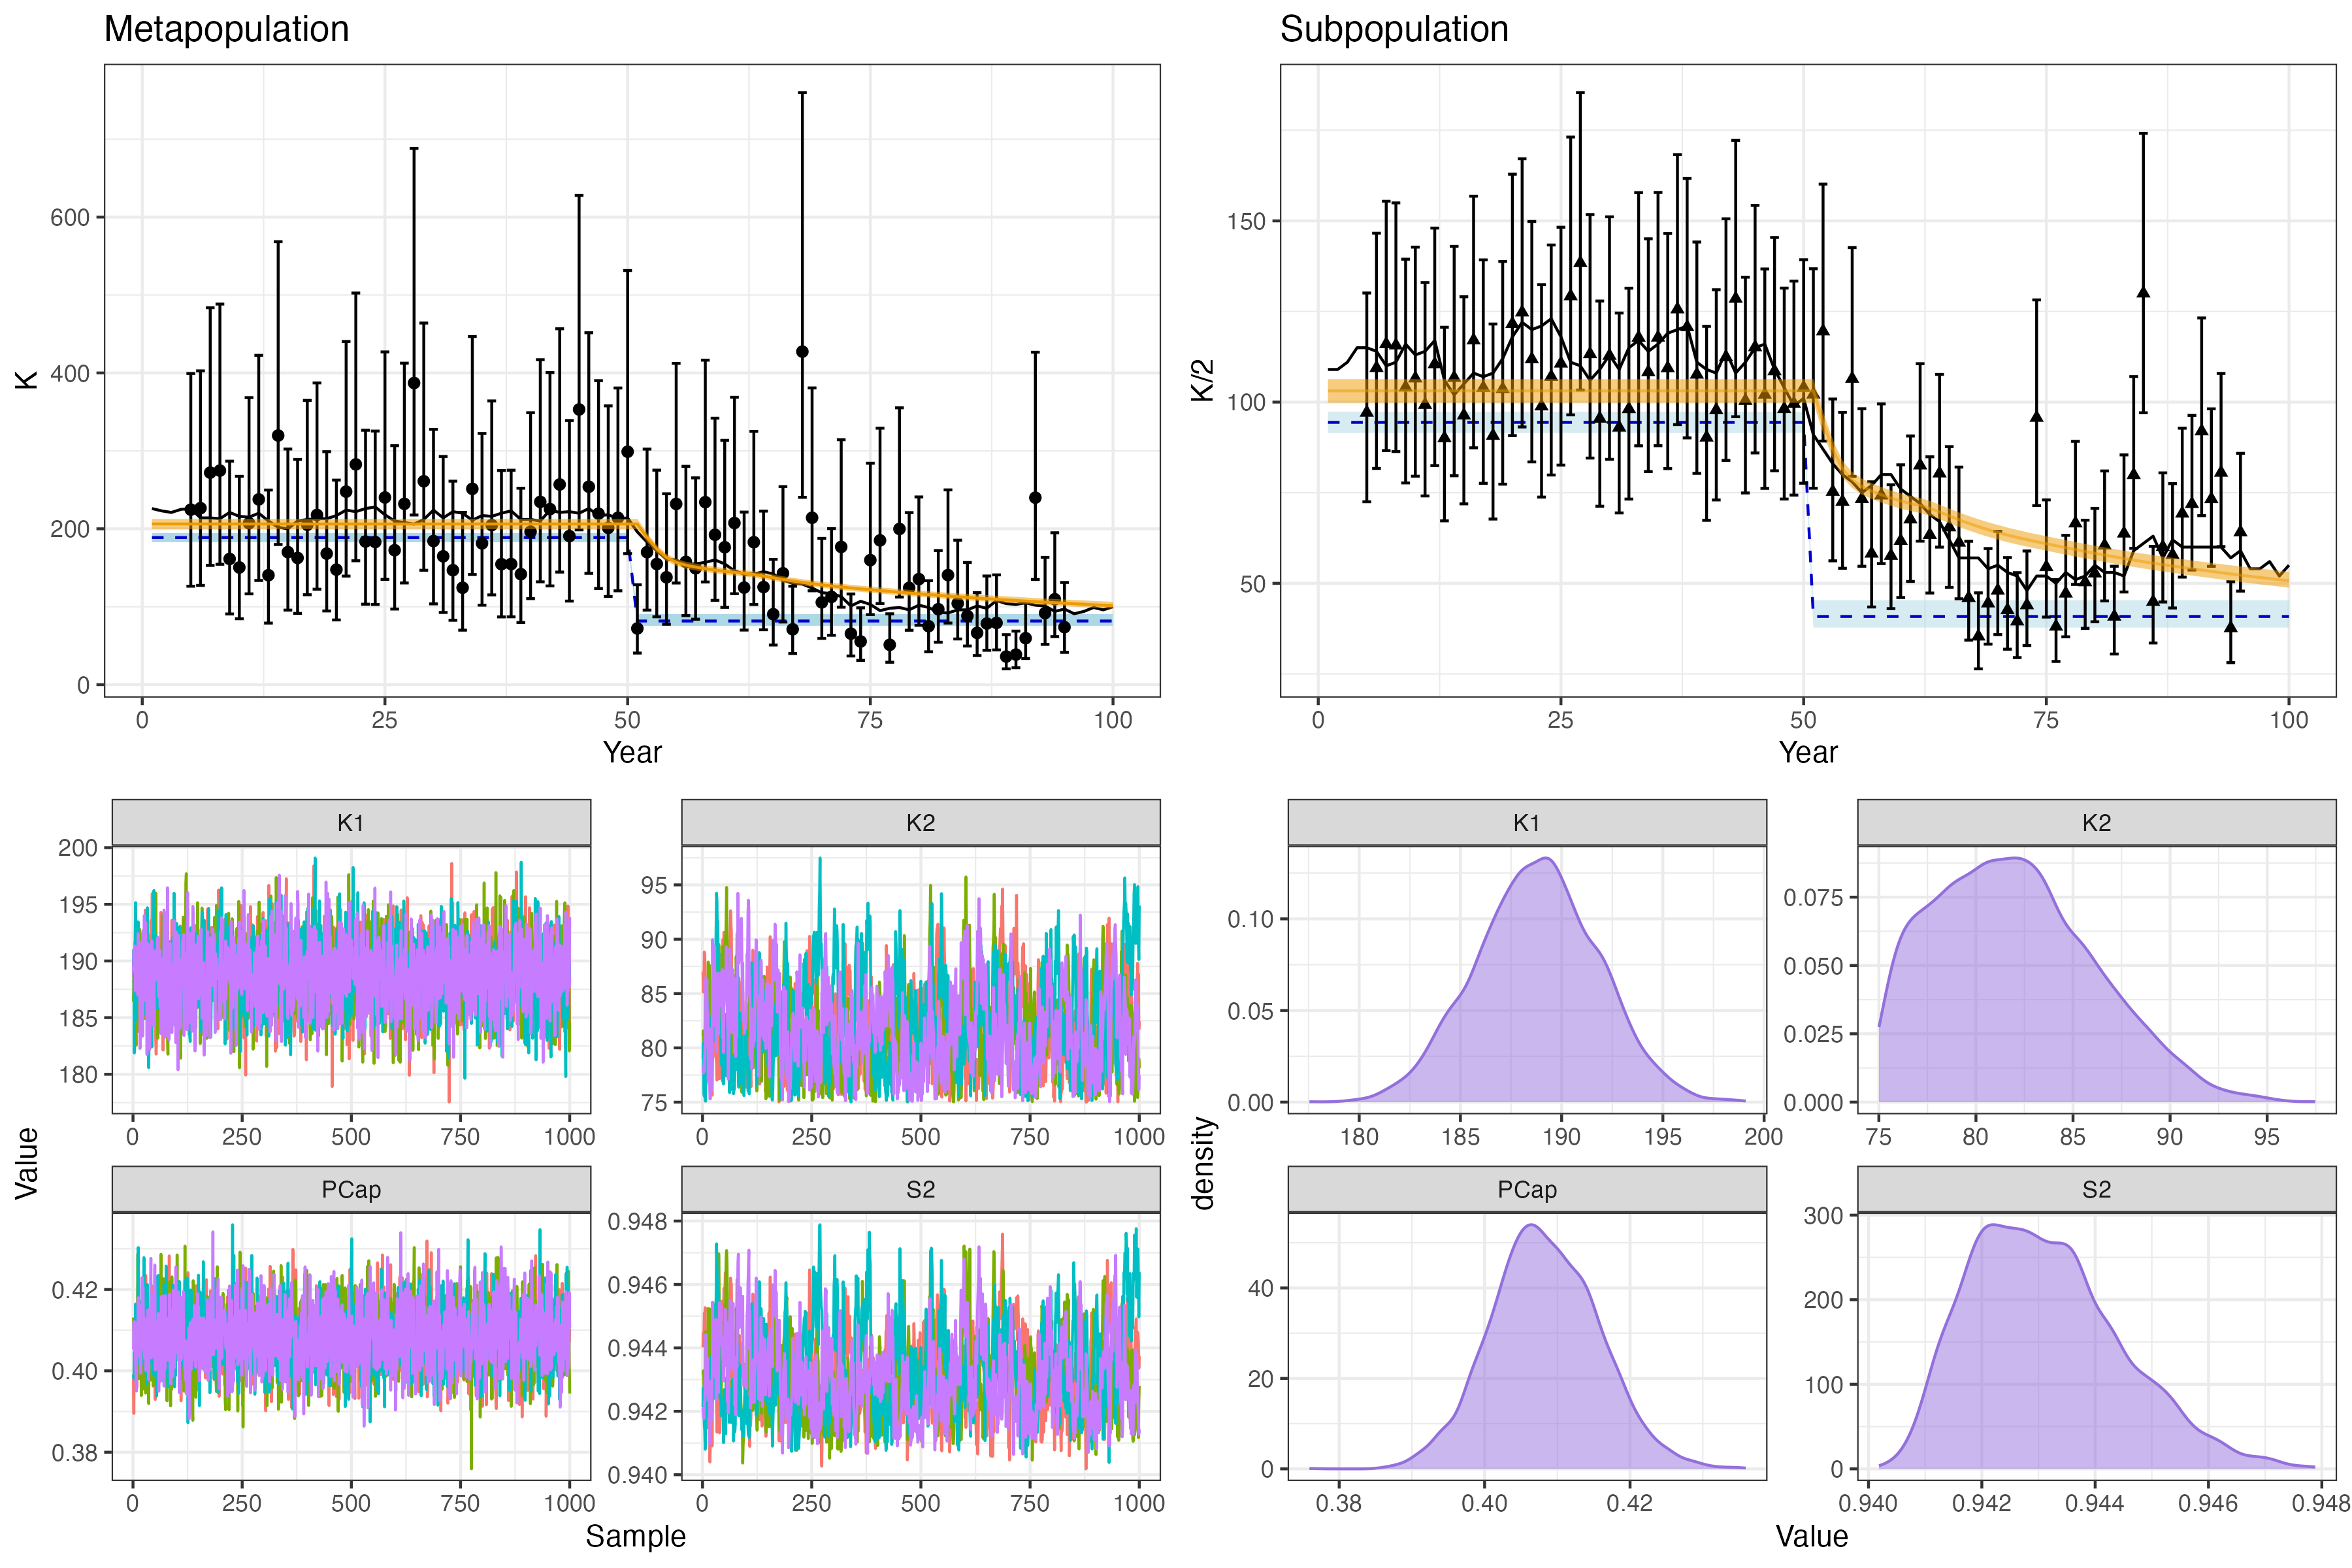 Metapopulation
Subpopulation
K
600
400
200
0
0 25 50 75 100
Year
K/2
150
100
50
0 25 50 75 100
Year
K1
K2
K1
K2
Value
200
195
190
185
180
0 250 500 750 1000
95
90
85
80
75
0 250 500 750 1000
density
0.10
0.05
0.00
180 185 190 195 200
0.075
0.050
0.025
0.000
75 80 85 90 95
PCap
S2
PCap
S2
0.42
0.40
0.38
0 250 500 750 1000
0.948
0.946
0.944
0.942
0.940
0 250 500 750 1000
Sample
40
20
0
0.38 0.40 0.42
300
200
100
0
0.940 0.942 0.944 0.946 0.948
Value